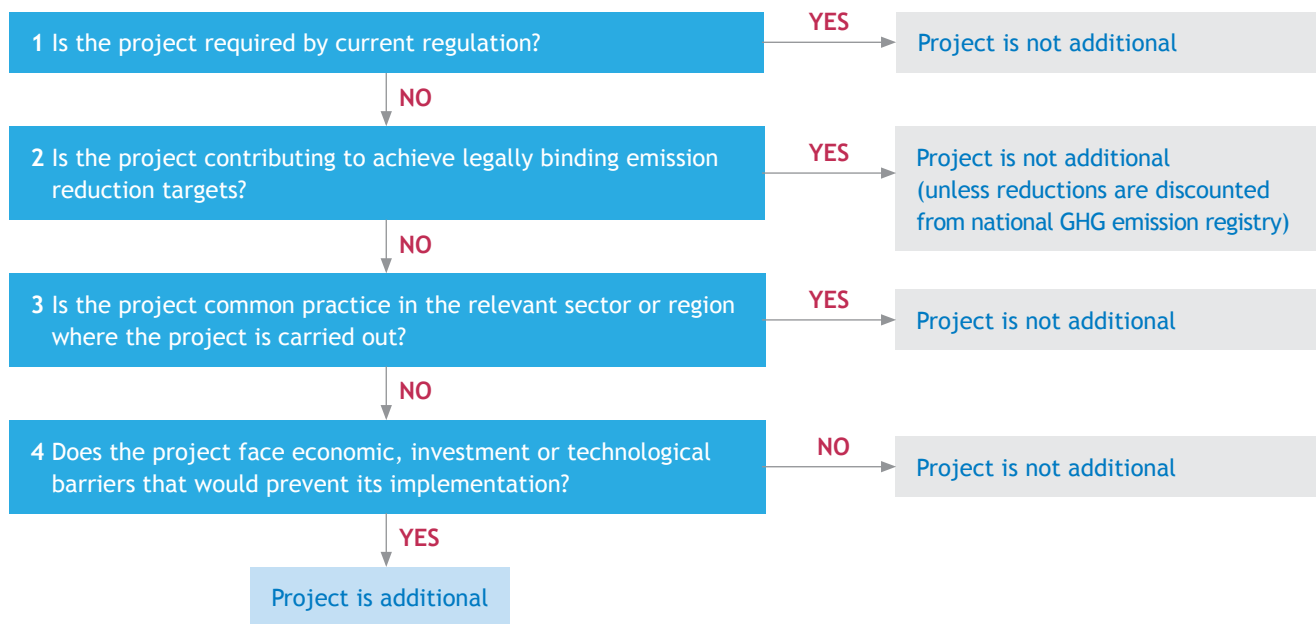 1 Is the project required by current regulation?
YES
Project is not additional
NO
2 Is the project contributing to achieve legally binding emission
reduction targets?
YES
Project is not additional
(unless reductions are discounted
from national GHG emission registry)
NO
3 Is the project common practice in the relevant sector or region
where the project is carried out?
YES
Project is not additional
NO
4 Does the project face economic, investment or technological
barriers that would prevent its implementation?
NO
Project is not additional
YES
Project is additional